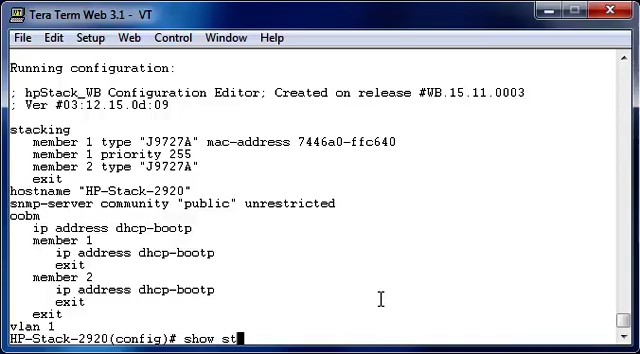 Tera Term Web 3.1 - VT
File Edit Setup Web Control Window Help
Running configuration:
; hpStack_WB Configuration Editor; Created on release #WB.15.11.0003
; Ver #03:12.15.0d:09
stacking
member 1 type "J9727A" mac-address 7446a0-ffc640
member 1 priority 255
member 2 type "J9727A"
exit
hostname "HP-Stack-2920"
snmp-server community "public" unrestricted
oobm
ip address dhcp-bootp
member 1
ip address dhcp-bootp
exit
member 2
ip address dhcp-bootp
exit
exit
vlan 1
HP-Stack-2920(config)# show st